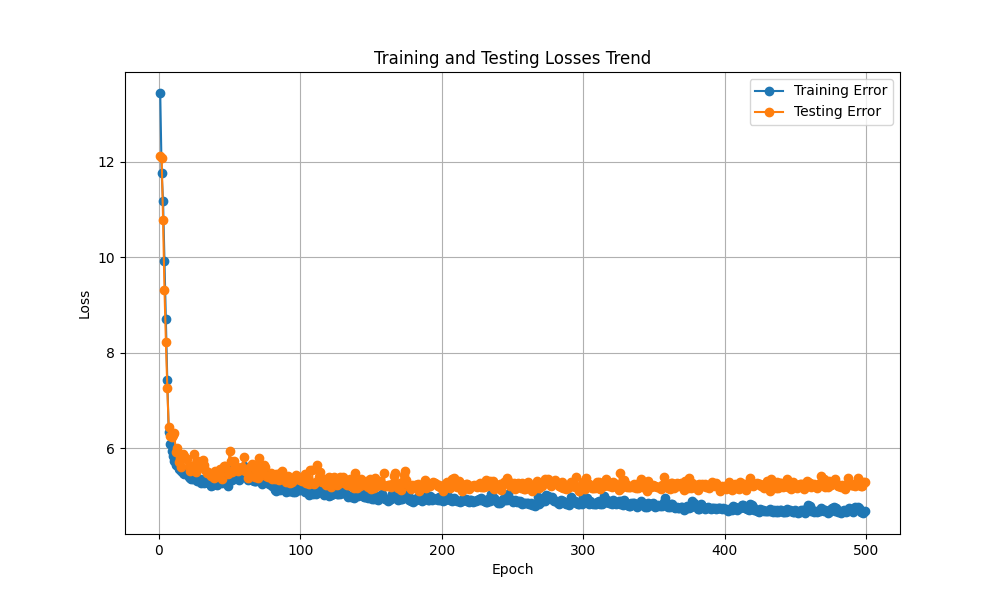 Training and Testing Losses Trend
Training Error
Testing Error
12
10
8
6
Loss
0 100 200 300 400 500
Epoch